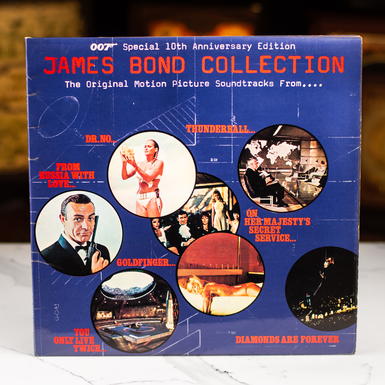 007 Special 10th Anniversary Edition
JAMES BOND COLLECTION
The Original Motion Picture Soundtracks From....
THUNDERBALL...
DR.NO...
FROM
RUSSIA WITH
LOVE...
ON
HER MAJESTY'S
SECRET
SERVICE...
GOLDFINGER...
YOU
ONLY LIVE
TWICE...
DIAMONDS ARE FOREVER